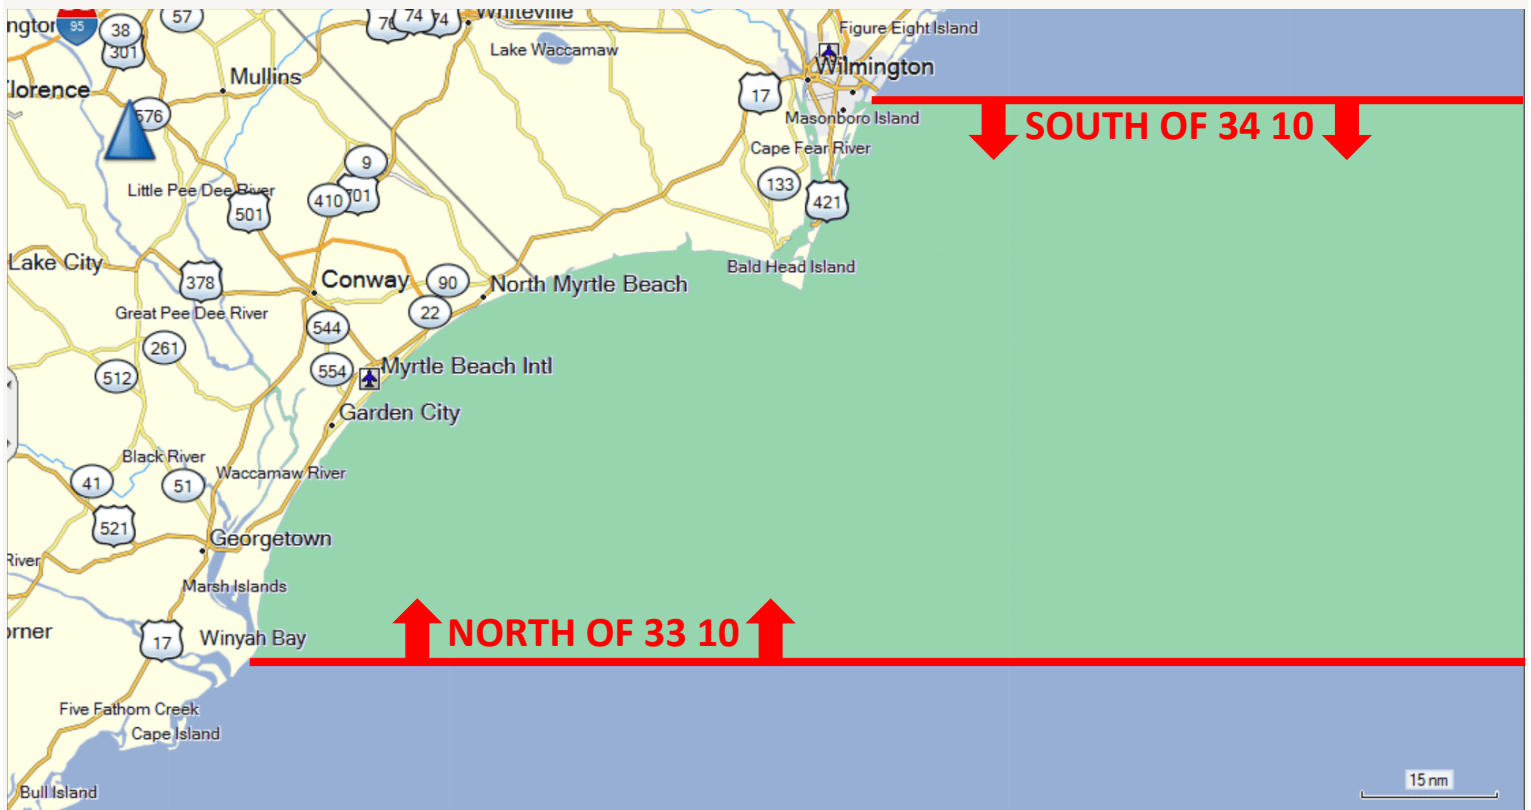 57
74
74
Whiteville
Figure Eight Island
95
38
301
Lake Waccamaw
Wilmington
Mullins
17
576
Masonboro Island
SOUTH OF 34 10
Cape Fear River
9
133
Little Pee Dee River
410
501
421
Lake City
Bald Head Island
378
Conway
90
North Myrtle Beach
Great Pee Dee River
22
544
261
554
Myrtle Beach Intl
512
Garden City
Black River
Waccamaw River
41
51
521
Georgetown
River
Marsh Islands
17
Winyah Bay
NORTH OF 33 10
Five Fathom Creek
Cape Island
15 nm
Bull Island